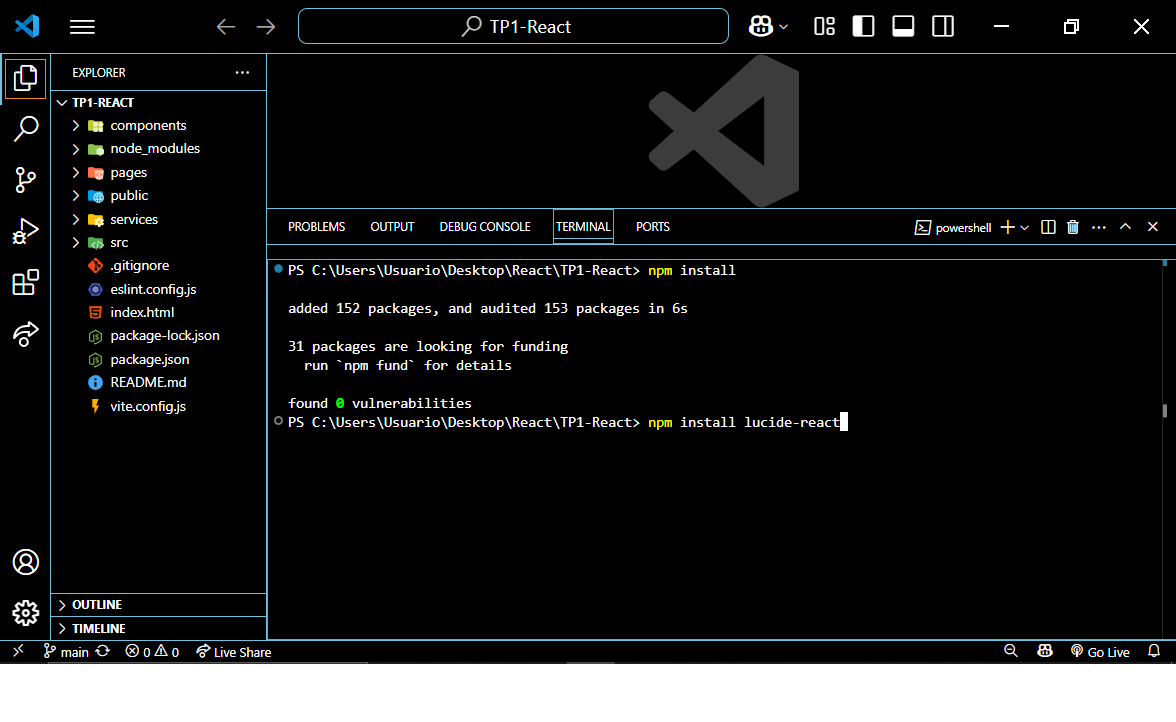 TP1-React
EXPLORER
TP1-REACT
components
node_modules
pages
public
services
src
.gitignore
eslint.config.js
index.html
package-lock.json
package.json
README.md
vite.config.js
OUTLINE
TIMELINE
PROBLEMS OUTPUT DEBUG CONSOLE TERMINAL PORTS powershell
PS C:\Users\Usuario\Desktop\React\TP1-React> npm install
added 152 packages, and audited 153 packages in 6s
31 packages are looking for funding
run `npm fund` for details
found 0 vulnerabilities
PS C:\Users\Usuario\Desktop\React\TP1-React> npm install lucide-react
main 0 0 Live Share Go Live